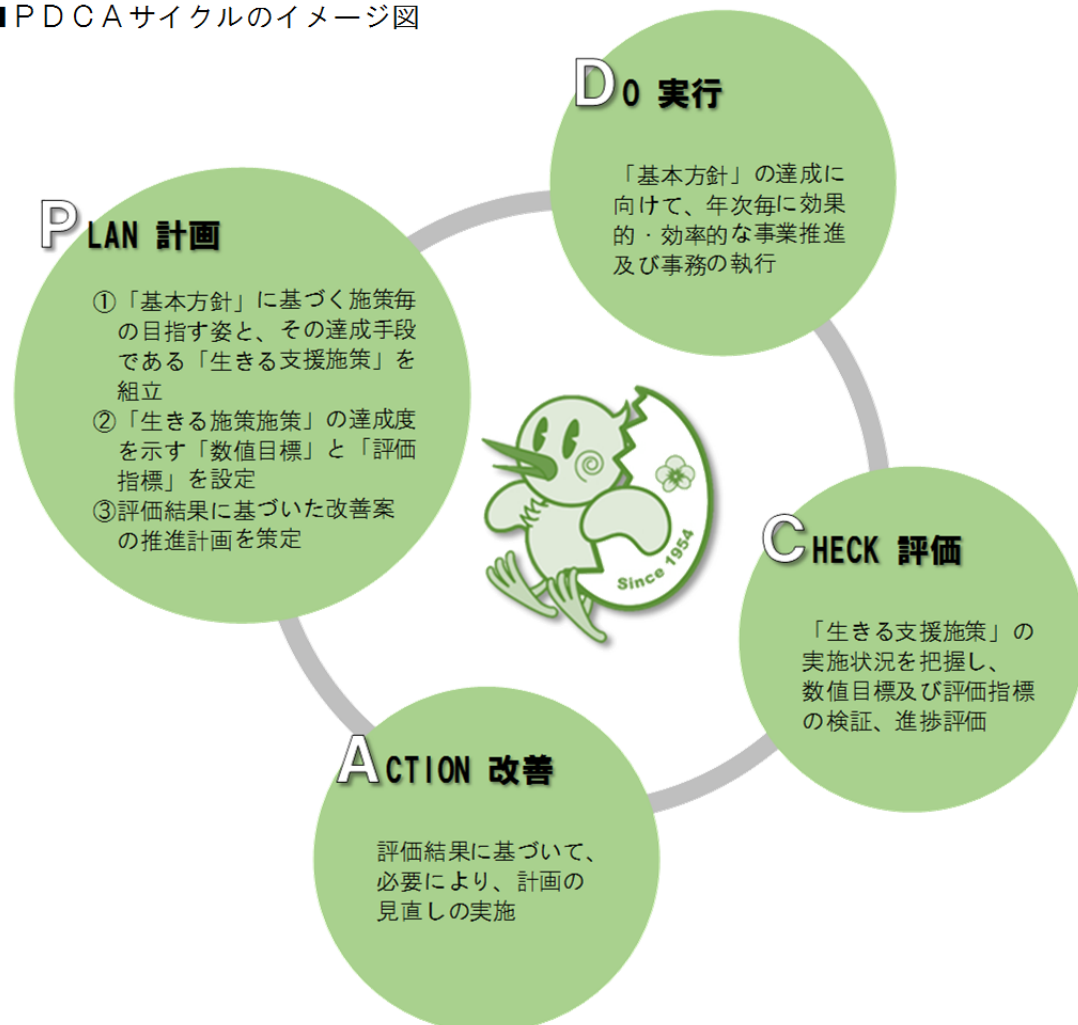 ■ＰＤＣＡサイクルのイメージ図
DO 実行
「基本方針」の達成に
向けて、年次毎に効果
的・効率的な事業推進
及び事務の執行
PLAN 計画
①「基本方針」に基づく施策毎
の目指す姿と、その達成手段
である「生きる支援施策」を
組立
②「生きる施策施策」の達成度
を示す「数値目標」と「評価
指標」を設定
③評価結果に基づいた改善案
の推進計画を策定
Since 1954
CHECK 評価
「生きる支援施策」の
実施状況を把握し、
数値目標及び評価指標
の検証、進捗評価
ACTION 改善
評価結果に基づいて、
必要により、計画の
見直しの実施